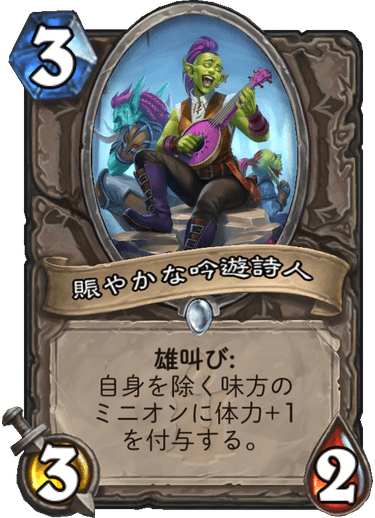 3
賑やかな吟遊詩人
雄叫び:
自身を除く味方の
ミニオンに体力+1
を付与する。
3
2